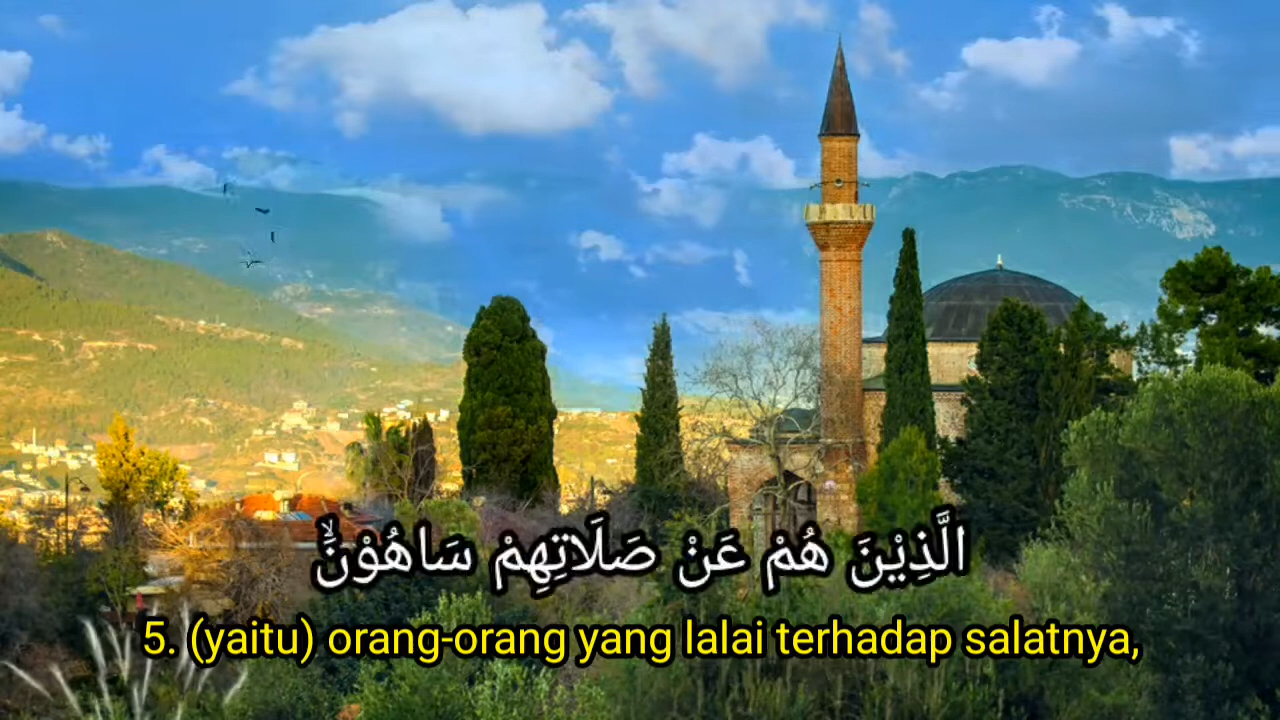 الَّذِيْنَ هُمْ عَنْ صَلَاتِهِمْ سَاهُوْنَۙ
5. (yaitu) orang-orang yang lalai terhadap salatnya,